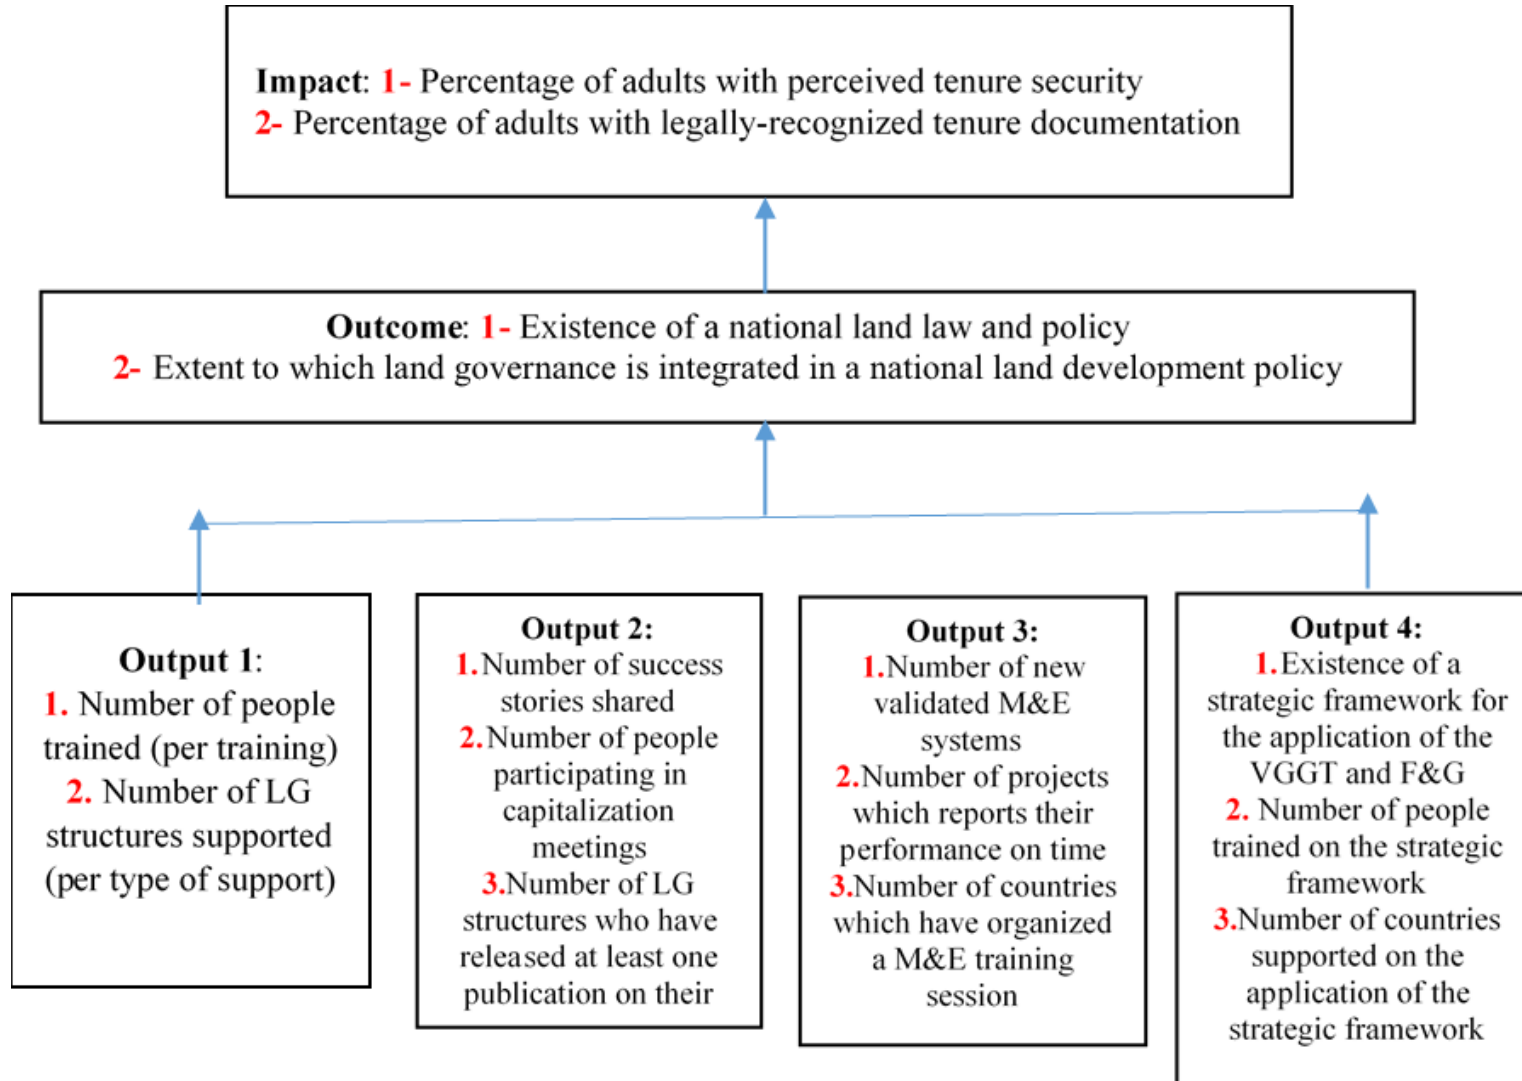 Impact: 1- Percentage of adults with perceived tenure security
2- Percentage of adults with legally-recognized tenure documentation
Outcome: 1- Existence of a national land law and policy
2- Extent to which land governance is integrated in a national land development policy
Output 1:
1. Number of people
trained (per training)
2. Number of LG
structures supported
(per type of support)
Output 2:
1.Number of success
stories shared
2.Number of people
participating in
capitalization
meetings
3.Number of LG
structures who have
released at least one
publication on their
Output 3:
1.Number of new
validated M&E
systems
2.Number of projects
which reports their
performance on time
3.Number of countries
which have organized
a M&E training
session
Output 4:
1.Existence of a
strategic framework for
the application of the
VGGT and F&G
2. Number of people
trained on the strategic
framework
3.Number of countries
supported on the
application of the
strategic framework